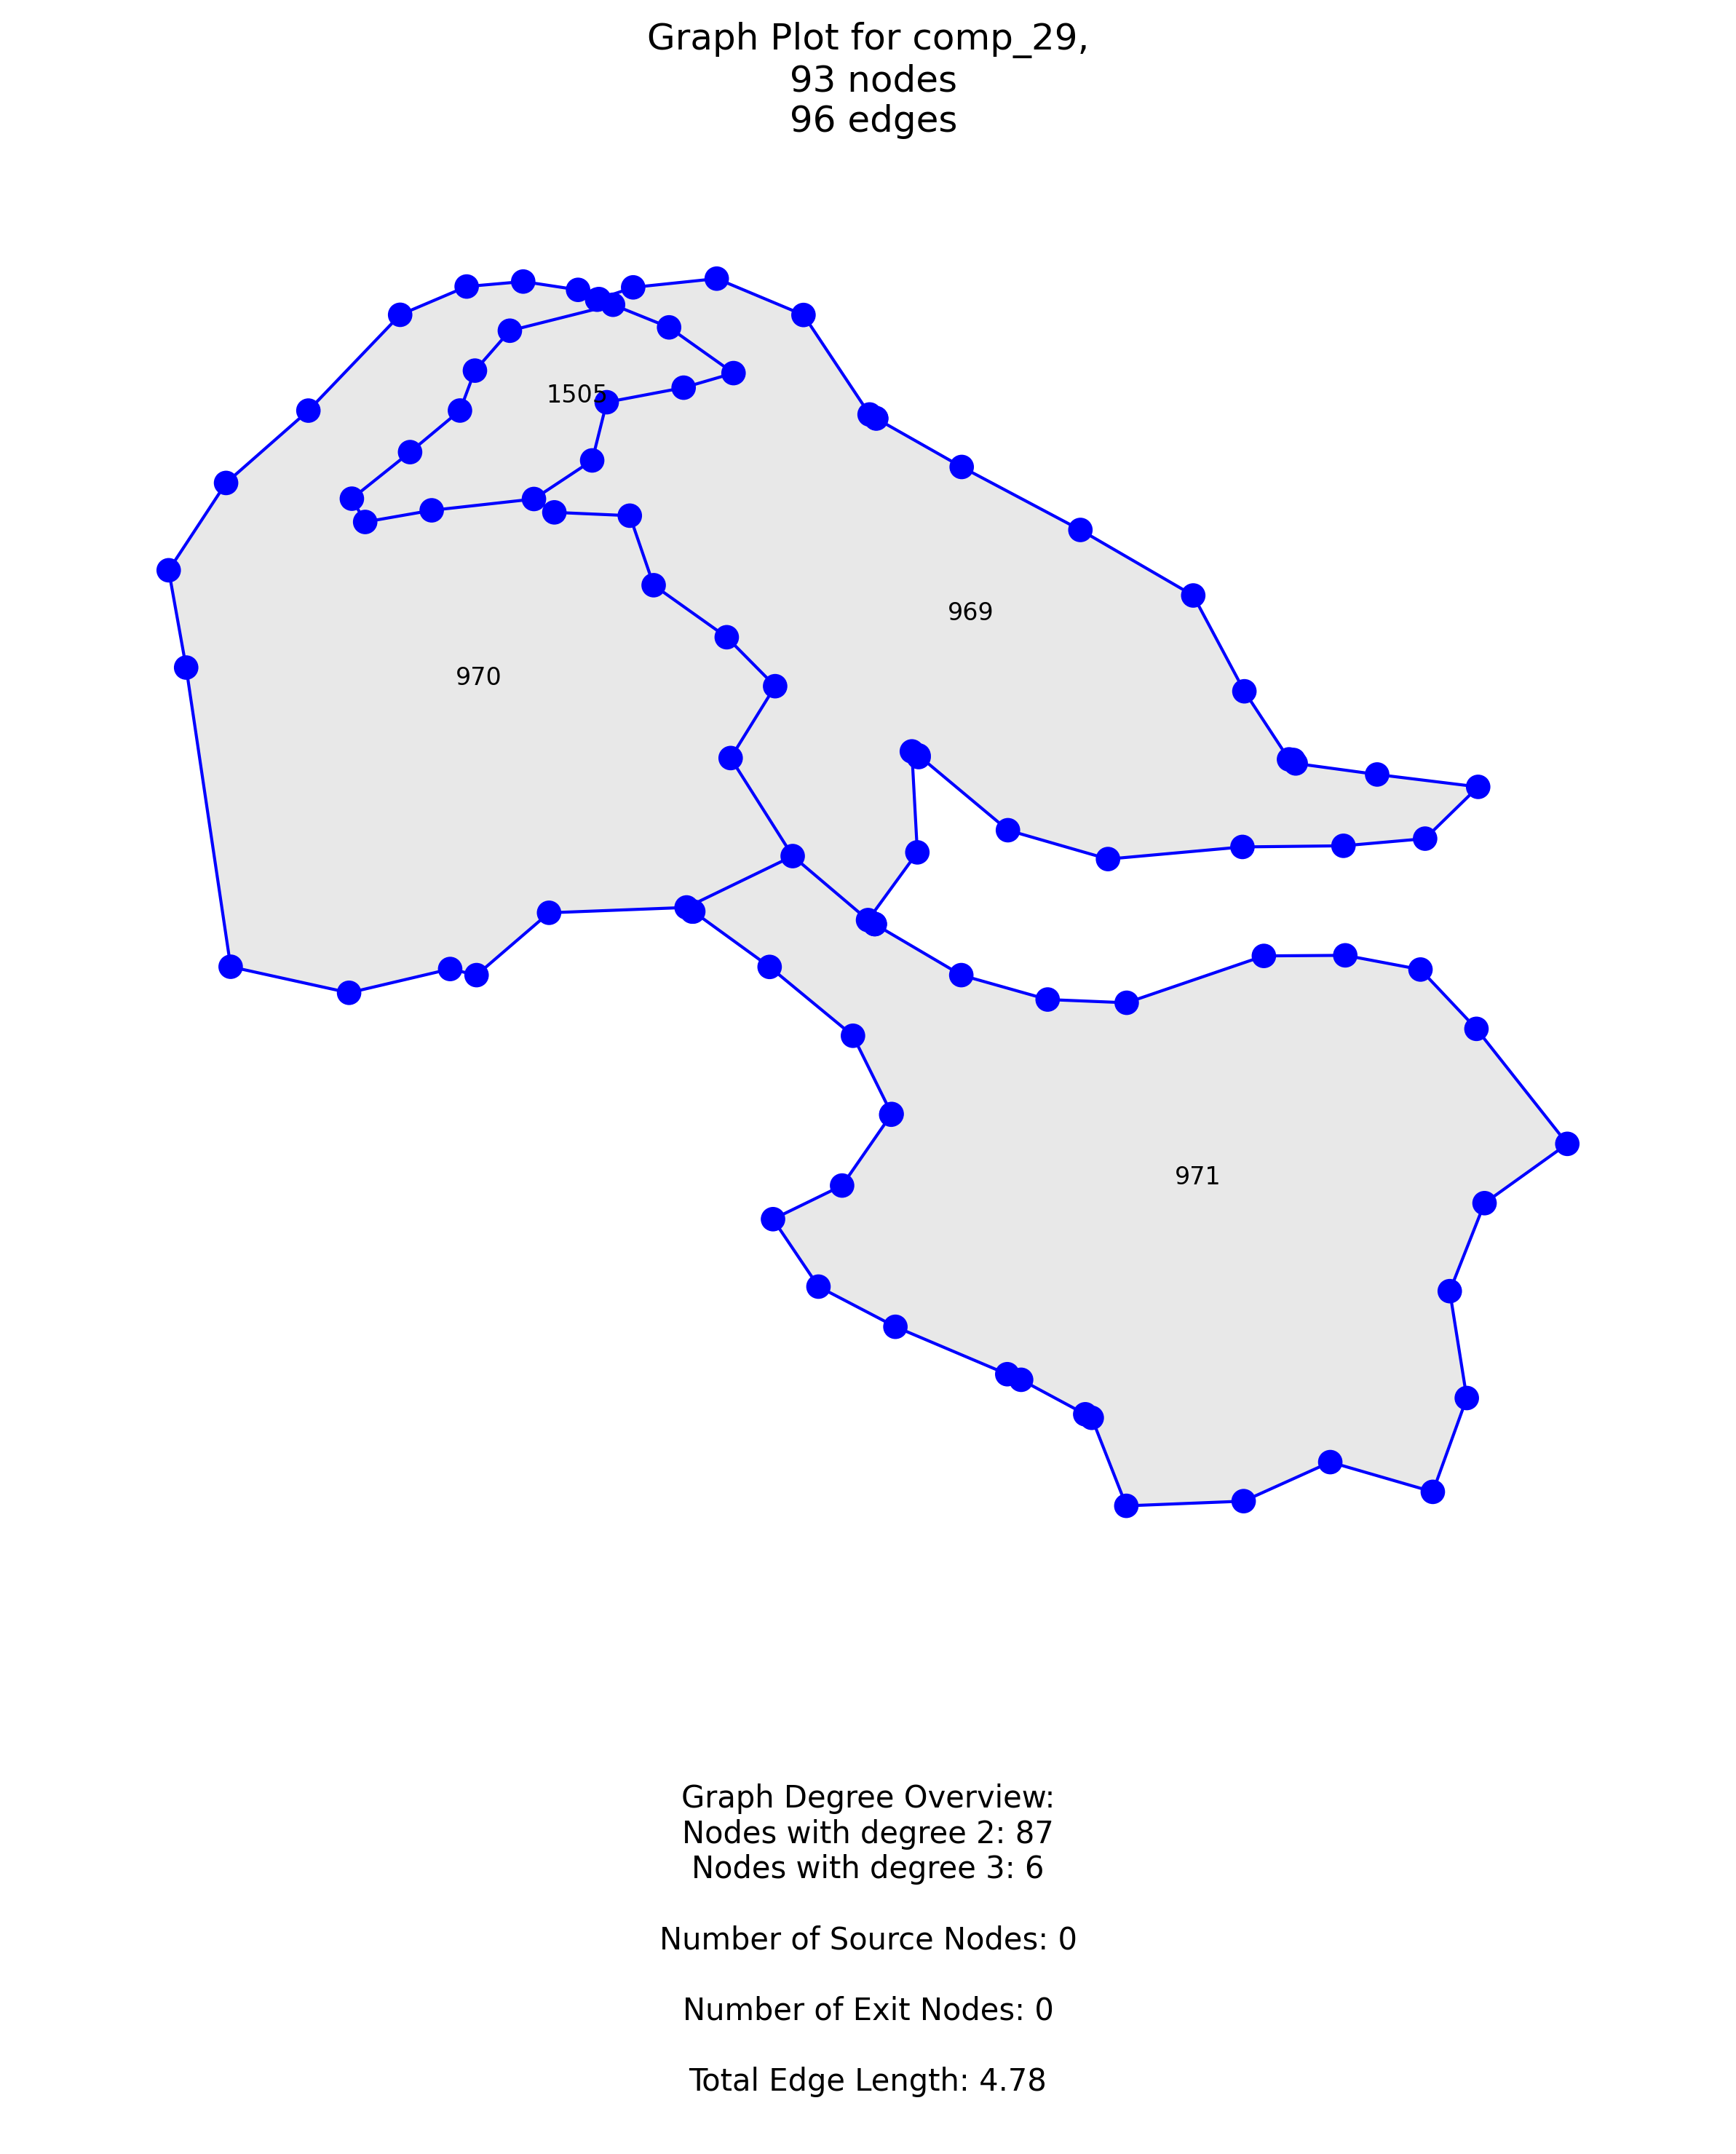 Graph Plot for comp_29,
93 nodes
96 edges
1505
969
970
971
Graph Degree Overview:
Nodes with degree 2: 87
Nodes with degree 3: 6
Number of Source Nodes: 0
Number of Exit Nodes: 0
Total Edge Length: 4.78